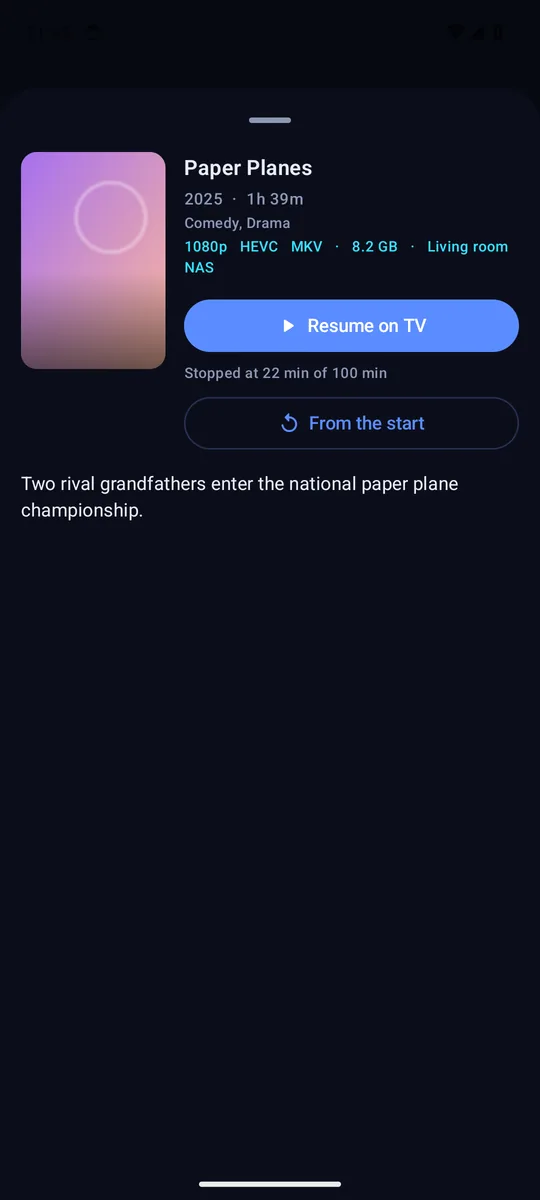 Paper Planes
2025 · 1h 39m
Comedy, Drama
1080p HEVC MKV · 8.2 GB · Living room
NAS
Resume on TV
Stopped at 22 min of 100 min
From the start
Two rival grandfathers enter the national paper plane
championship.